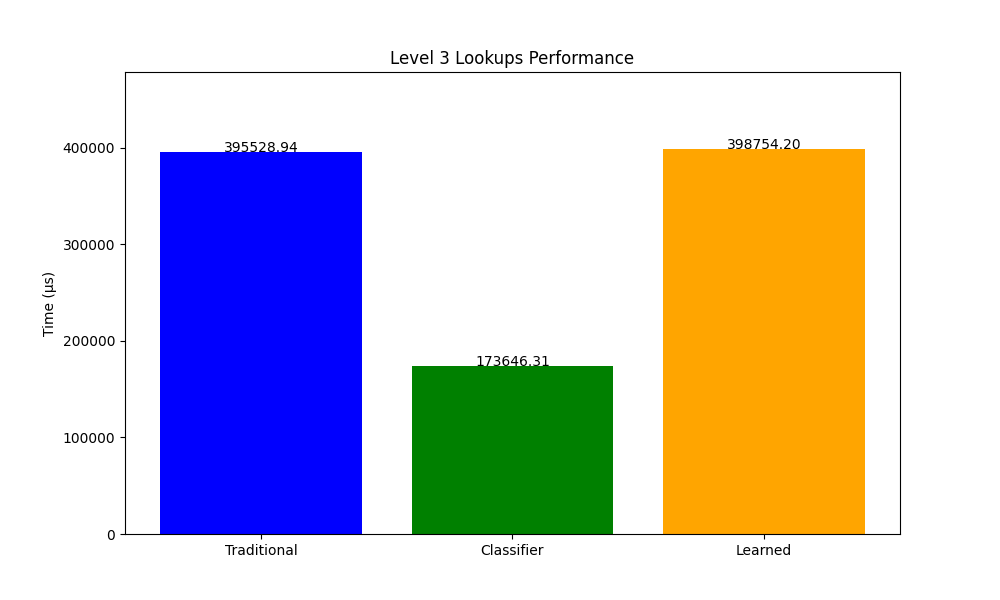 Level 3 Lookups Performance
Time (μs)
400000
300000
200000
100000
0
395528.94
173646.31
398754.20
Traditional
Classifier
Learned